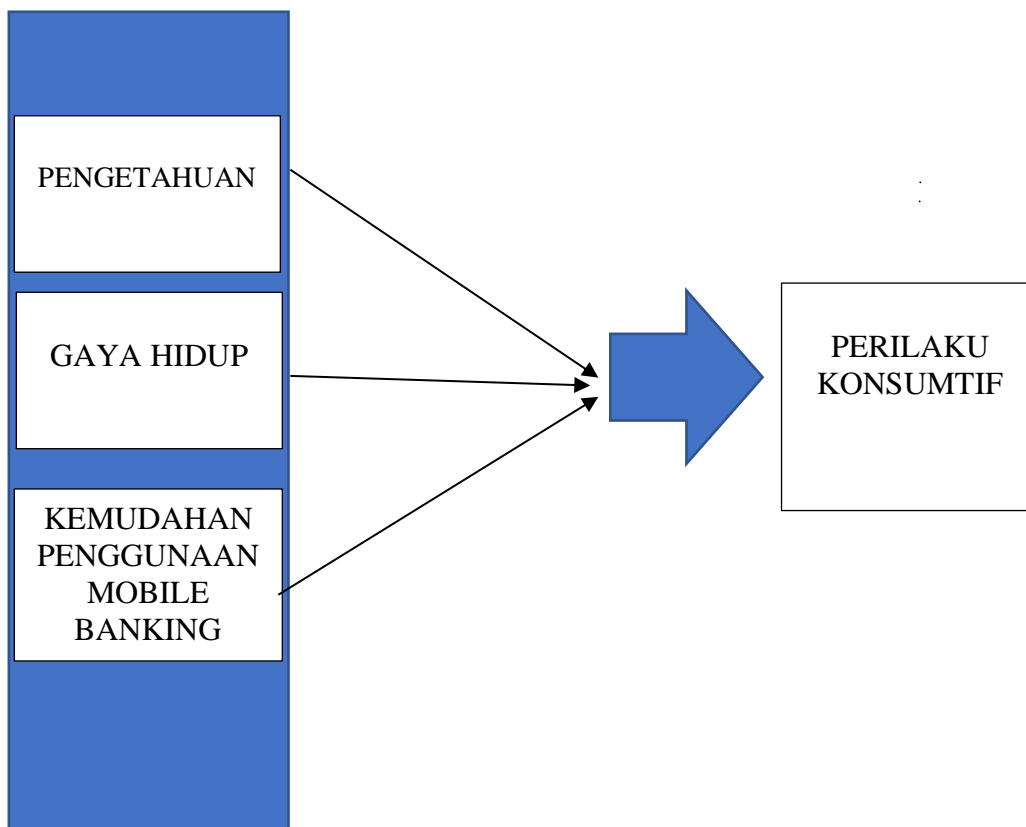 PENGETAHUAN
GAYA HIDUP
KEMUDAHAN
PENGGUNAAN
MOBILE
BANKING
PERILAKU
KONSUMTIF